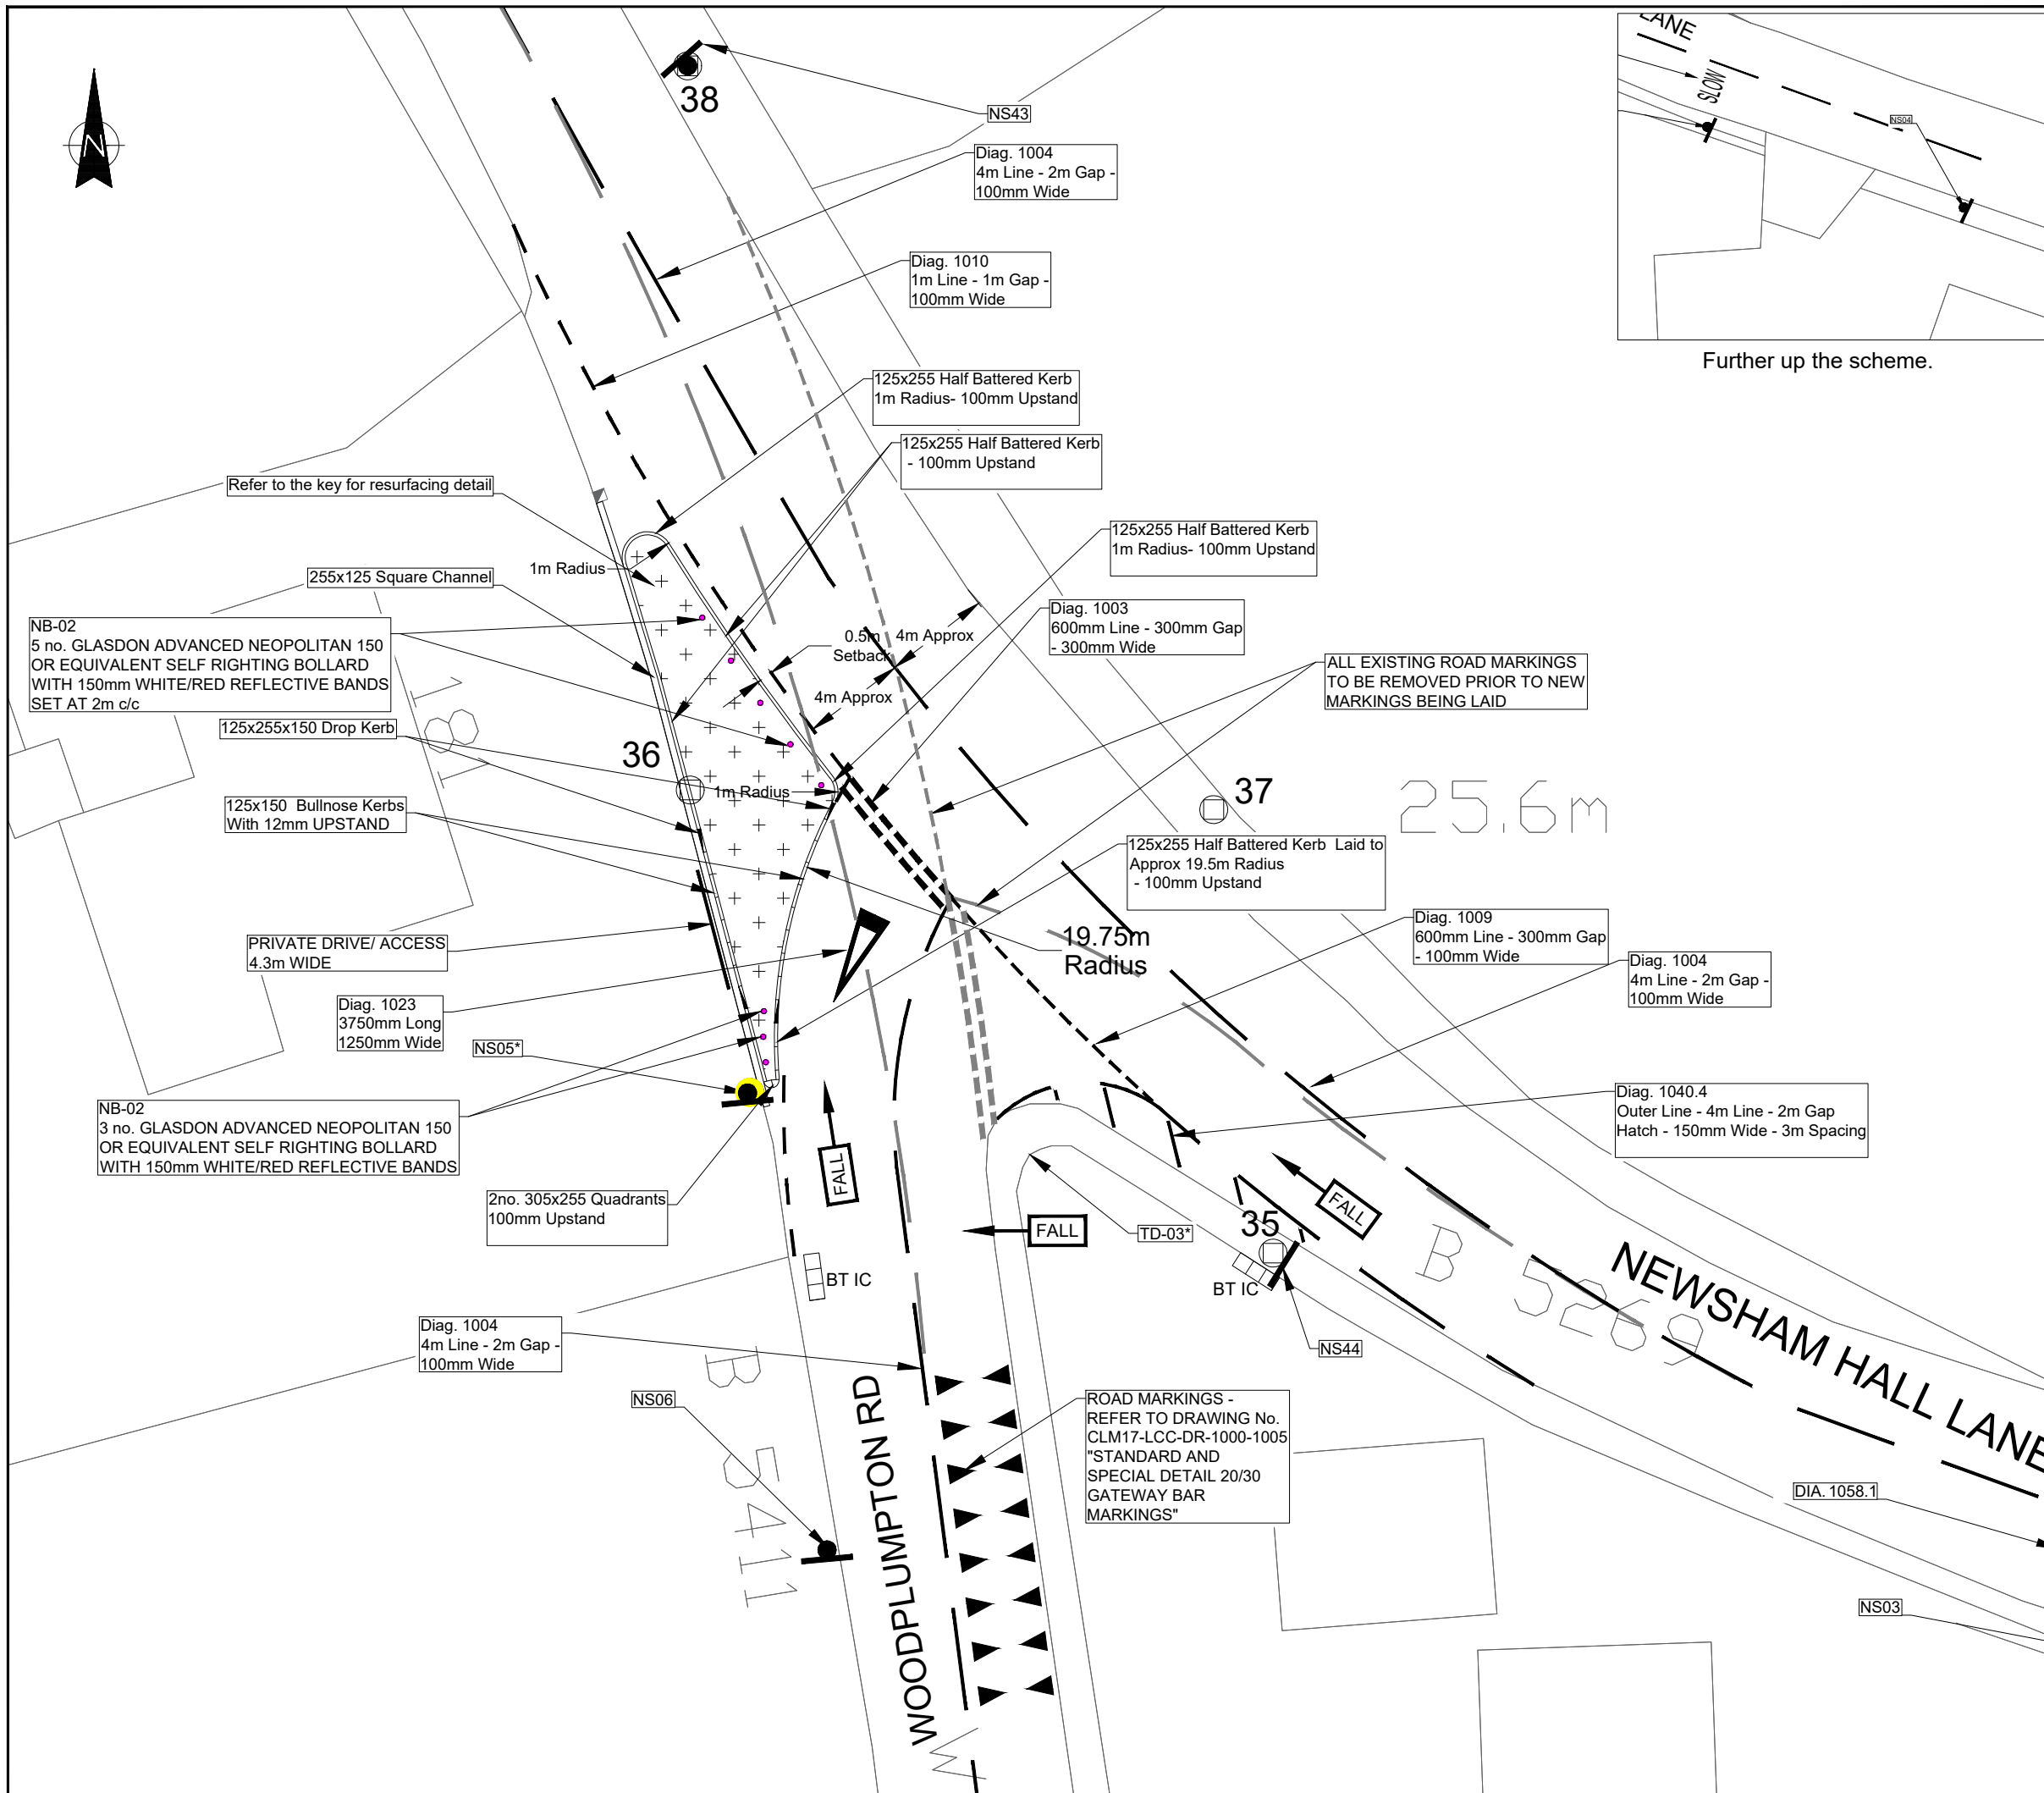 N
38
NS43
Diag. 1004
4m Line - 2m Gap -
100mm Wide
Diag. 1010
1m Line - 1m Gap -
100mm Wide
LANE
SLOW
NS04
Further up the scheme.
125x255 Half Battered Kerb
1m Radius- 100mm Upstand
125x255 Half Battered Kerb
- 100mm Upstand
Refer to the key for resurfacing detail
125x255 Half Battered Kerb
1m Radius- 100mm Upstand
1m Radius
255x125 Square Channel
NB-02
5 no. GLASDON ADVANCED NEOPOLITAN 150
OR EQUIVALENT SELF RIGHTING BOLLARD
WITH 150mm WHITE/RED REFLECTIVE BANDS
SET AT 2m c/c
Diag. 1003
600mm Line - 300mm Gap
- 300mm Wide
0.5m
Setback
4m Approx
4m Approx
ALL EXISTING ROAD MARKINGS
TO BE REMOVED PRIOR TO NEW
MARKINGS BEING LAID
181
125x255x150 Drop Kerb
36
1m Radius
37
25.6m
125x150  Bullnose Kerbs
With 12mm UPSTAND
125x255 Half Battered Kerb  Laid to
Approx 19.5m Radius
- 100mm Upstand
PRIVATE DRIVE/ ACCESS
4.3m WIDE
19.75m
Radius
Diag. 1009
600mm Line - 300mm Gap
- 100mm Wide
Diag. 1004
4m Line - 2m Gap -
100mm Wide
Diag. 1023
3750mm Long
1250mm Wide
NS05*
NB-02
3 no. GLASDON ADVANCED NEOPOLITAN 150
OR EQUIVALENT SELF RIGHTING BOLLARD
WITH 150mm WHITE/RED REFLECTIVE BANDS
Diag. 1040.4
Outer Line - 4m Line - 2m Gap
Hatch - 150mm Wide - 3m Spacing
FALL
2no. 305x255 Quadrants
100mm Upstand
FALL
TD-03*
35
FALL
BT IC
BT IC
B 5269
NEWSHAM HALL LANE
NS44
Diag. 1004
4m Line - 2m Gap -
100mm Wide
NS06
B 5411
WOODPLUMPTON RD
ROAD MARKINGS -
REFER TO DRAWING No.
CLM17-LCC-DR-1000-1005
"STANDARD AND
SPECIAL DETAIL 20/30
GATEWAY BAR
MARKINGS"
DIA. 1058.1
NS03
W